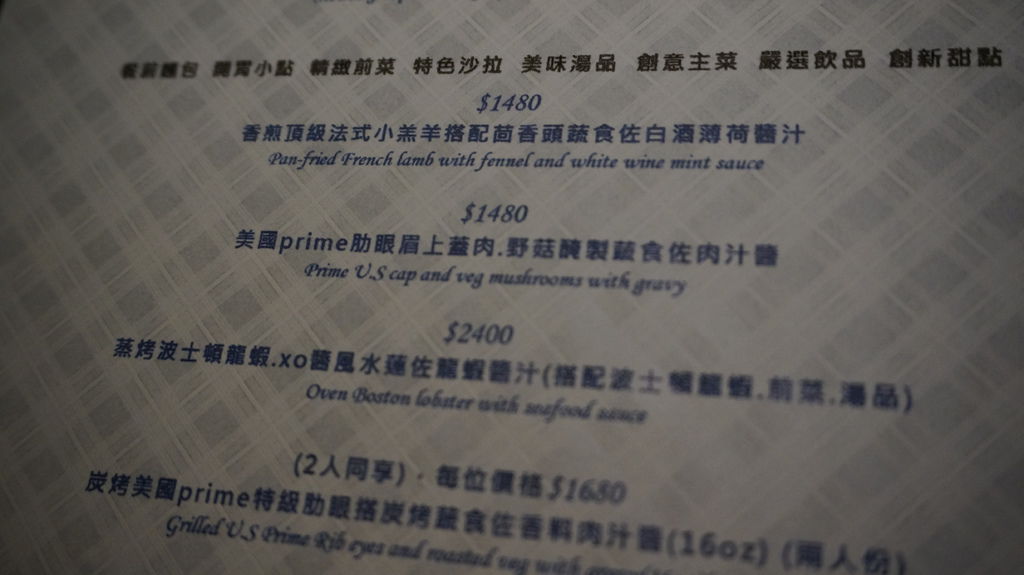 餐前麵包 開胃小點 精緻前菜 特色沙拉 美味湯品 創意主菜 嚴選飲品 創新甜點
$1480
香煎頂級法式小羔羊搭配茴香頭蔬食佐白酒薄荷醬汁
Pan-fried French lamb with fennel and white wine mint sauce
$1480
美國prime肋眼眉上蓋肉.野菇醃製蔬食佐肉汁醬
Prime U.S cap and veg mushrooms with gravy
$2400
蒸烤波士頓龍蝦.xo醬風水蓮佐龍蝦醬汁(搭配波士頓龍蝦.前菜.湯品)
Oven Boston lobster with seafood sauce
(2人同享).每位價格$1680
炭烤美國prime特級肋眼搭炭烤蔬食佐香料肉汁醬(16oz) (兩人份)
Grilled U.S Prime Rib eyes and roasted veg with